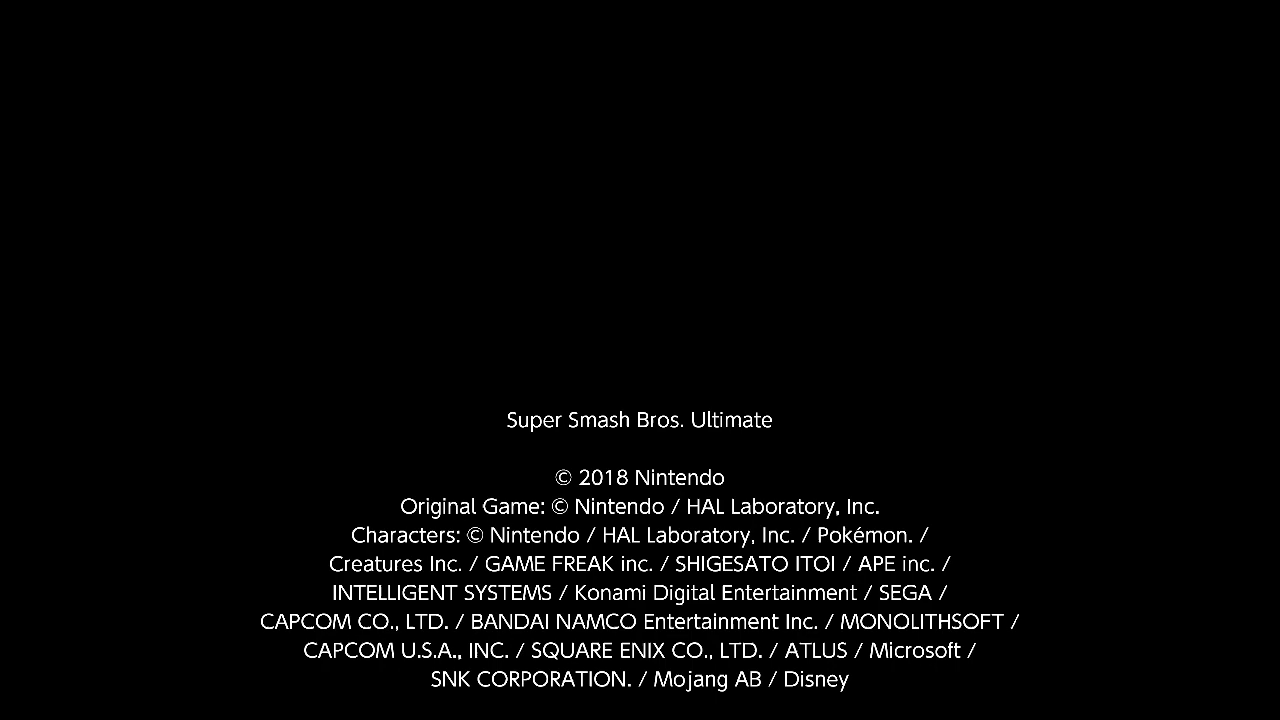 Super Smash Bros. Ultimate
© 2018 Nintendo
Original Game: © Nintendo / HAL Laboratory, Inc.
Characters: © Nintendo / HAL Laboratory, Inc. / Pokémon. /
Creatures Inc. / GAME FREAK inc. / SHIGESATO ITOI / APE inc. /
INTELLIGENT SYSTEMS / Konami Digital Entertainment / SEGA /
CAPCOM CO., LTD. / BANDAI NAMCO Entertainment Inc. / MONOLITHSOFT /
CAPCOM U.S.A., INC. / SQUARE ENIX CO., LTD. / ATLUS / Microsoft /
SNK CORPORATION. / Mojang AB / Disney